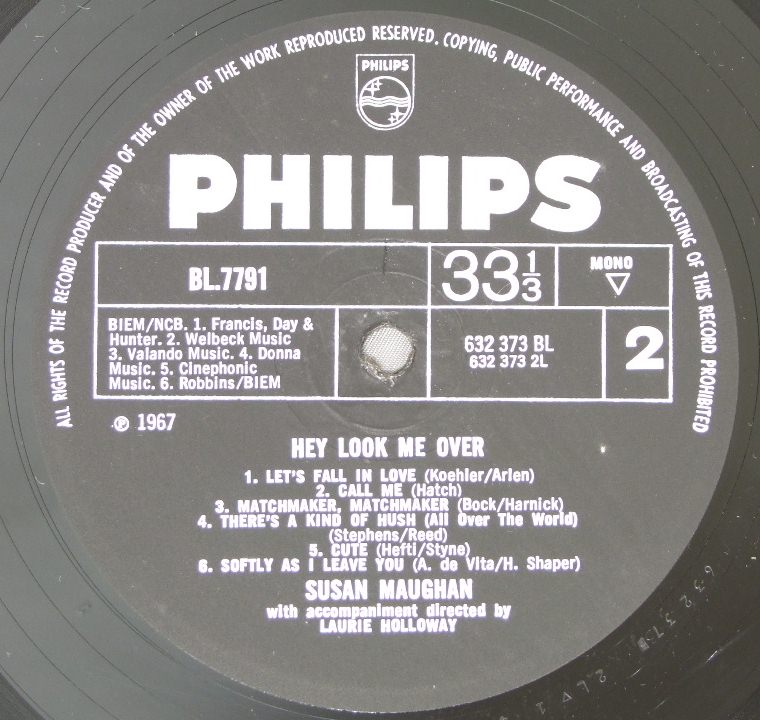 ALL RIGHTS OF THE RECORD PRODUCER AND OF THE OWNER OF THE WORK REPRODUCED RESERVED. COPYING, PUBLIC PERFORMANCE AND BROADCASTING OF THIS RECORD PROHIBITED
PHILIPS
PHILIPS
BL.7791
33 1/3
MONO
BIEM/NCB. 1. Francis, Day &
Hunter. 2. Welbeck Music
3. Valando Music. 4. Donna
Music. 5. Cinephonic
Music. 6. Robbins/BIEM
632 373 BL
632 373 2L
2
℗ 1967
HEY LOOK ME OVER
1. LET'S FALL IN LOVE (Koehler/Arlen)
2. CALL ME (Hatch)
3. MATCHMAKER, MATCHMAKER (Bock/Harnick)
4. THERE'S A KIND OF HUSH (All Over The World)
(Stephens/Reed)
5. CUTE (Hefti/Styne)
6. SOFTLY AS I LEAVE YOU (A. de Vita/H. Shaper)
SUSAN MAUGHAN
with accompaniment directed by
LAURIE HOLLOWAY